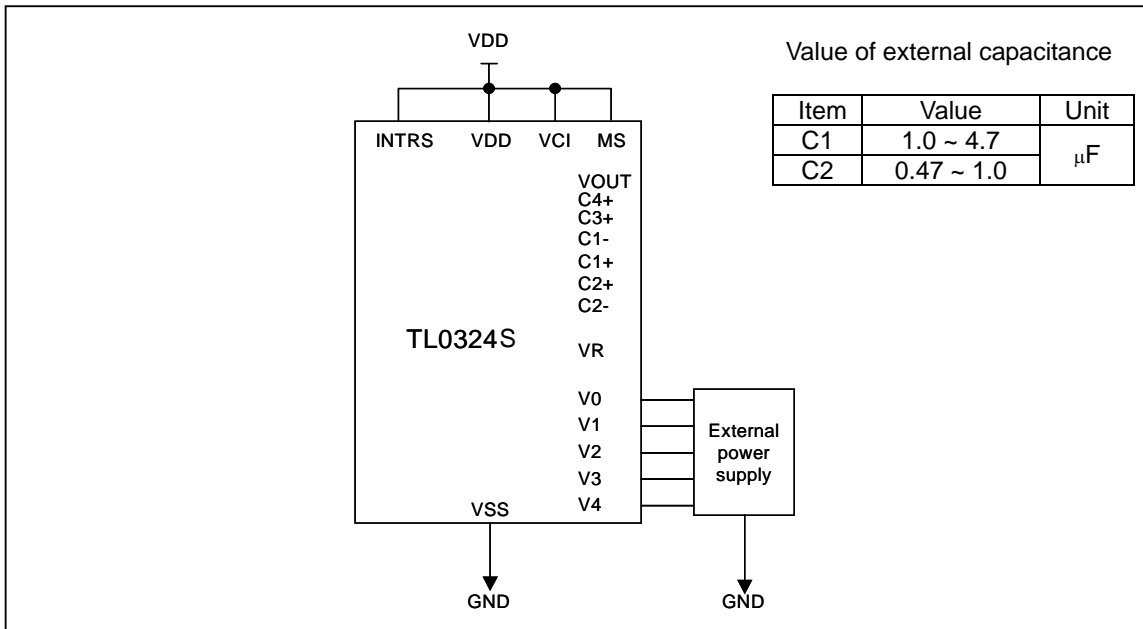 VDD
Value of external capacitance
Item Value Unit
C1 1.0 ~ 4.7 μF
C2 0.47 ~ 1.0
INTRS VDD VCI MS
VOUT
C4+
C3+
C1-
C1+
C2+
C2-
TL0324S
VR
V0
V1
V2
V3
V4
External
power
supply
VSS
GND
GND